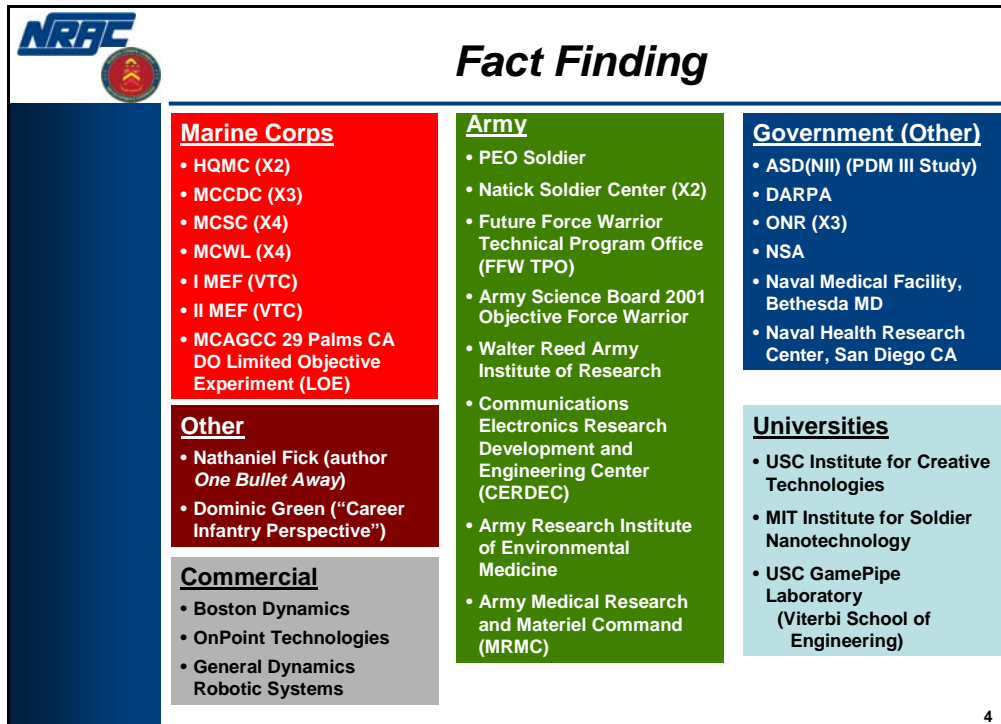 NRAC
Fact Finding
Marine Corps
• HQMC (X2)
• MCCDC (X3)
• MCSC (X4)
• MCWL (X4)
• I MEF (VTC)
• II MEF (VTC)
• MCAGCC 29 Palms CA
DO Limited Objective
Experiment (LOE)
Other
• Nathaniel Fick (author
One Bullet Away)
• Dominic Green (“Career
Infantry Perspective”)
Commercial
• Boston Dynamics
• OnPoint Technologies
• General Dynamics
Robotic Systems
Army
• PEO Soldier
• Natick Soldier Center (X2)
• Future Force Warrior
Technical Program Office
(FFW TPO)
• Army Science Board 2001
Objective Force Warrior
• Walter Reed Army
Institute of Research
• Communications
Electronics Research
Development and
Engineering Center
(CERDEC)
• Army Research Institute
of Environmental
Medicine
• Army Medical Research
and Materiel Command
(MRMC)
Government (Other)
• ASD(NII) (PDM III Study)
• DARPA
• ONR (X3)
• NSA
• Naval Medical Facility,
Bethesda MD
• Naval Health Research
Center, San Diego CA
Universities
• USC Institute for Creative
Technologies
• MIT Institute for Soldier
Nanotechnology
• USC GamePipe
Laboratory
(Viterbi School of
Engineering)
4